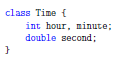 class Time {
    int hour, minute;
    double second;
}